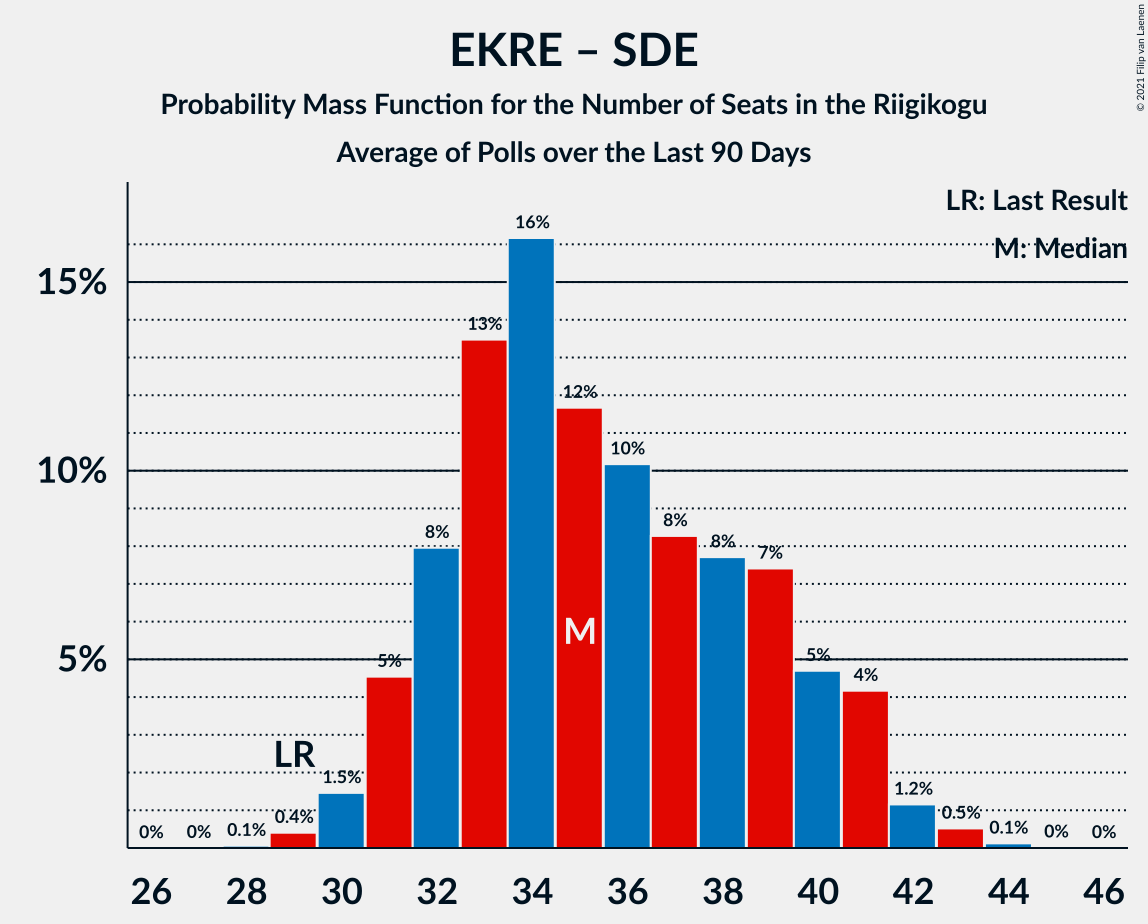 EKRE – SDE
Probability Mass Function for the Number of Seats in the Riigikogu
Average of Polls over the Last 90 Days
© 2021 Filip van Laenen
LR: Last Result
M: Median
15%
10%
5%
0%
0%
0.1%
0.4%
LR
1.5%
5%
8%
13%
16%
12%
M
10%
8%
8%
7%
5%
4%
1.2%
0.5%
0.1%
0%
0%
26 28 30 32 34 36 38 40 42 44 46